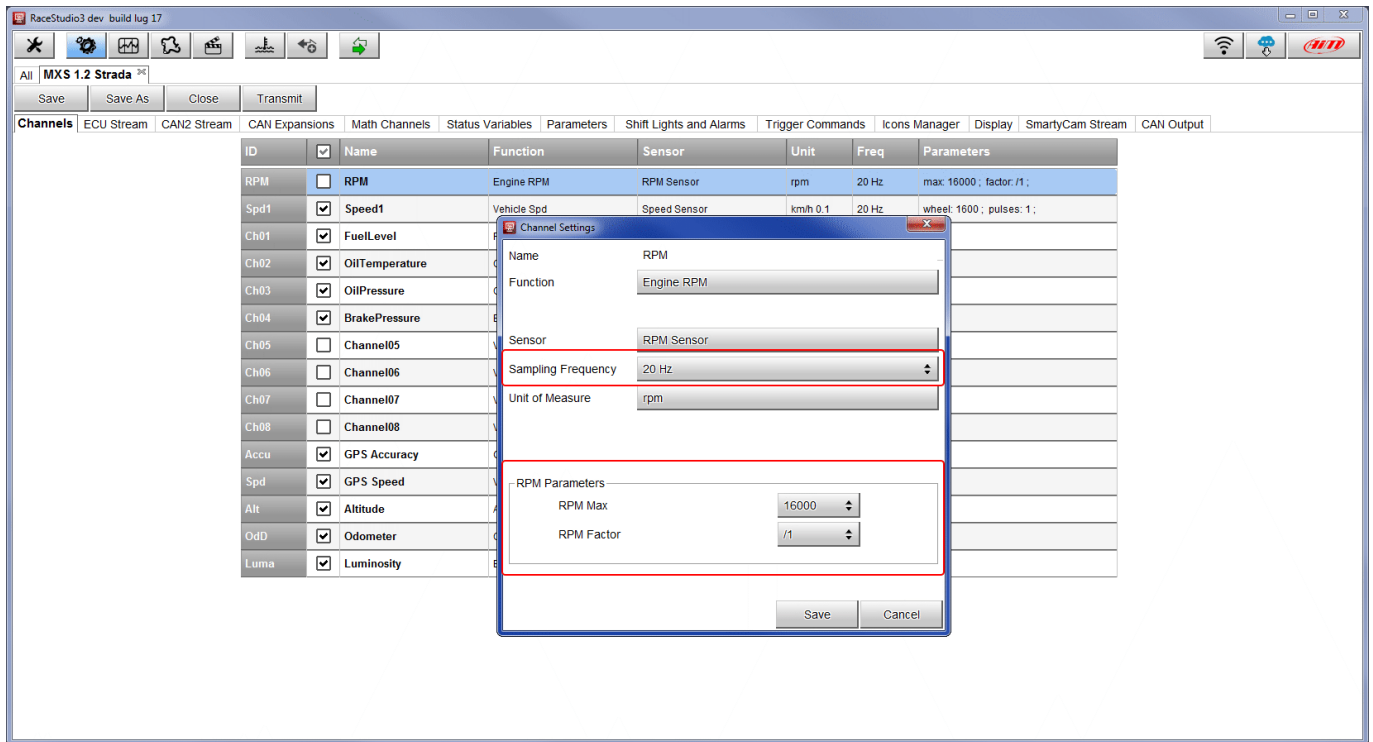 RaceStudio3 dev build lug 17
AiM
All MXS 1.2 Strada
Save Save As Close Transmit
Channels ECU Stream CAN2 Stream CAN Expansions Math Channels Status Variables Parameters Shift Lights and Alarms Trigger Commands Icons Manager Display SmartyCam Stream CAN Output
ID Name Function Sensor Unit Freq Parameters
RPM RPM Engine RPM RPM Sensor rpm 20 Hz max: 16000 ; factor: /1 ;
Spd1 Speed1 Vehicle Spd Speed Sensor km/h 0.1 20 Hz wheel: 1600 ; pulses: 1 ;
Ch01 FuelLevel
Ch02 OilTemperature
Ch03 OilPressure
Ch04 BrakePressure
Ch05 Channel05
Ch06 Channel06
Ch07 Channel07
Ch08 Channel08
Accu GPS Accuracy
Spd GPS Speed
Alt Altitude
OdD Odometer
Luma Luminosity
Channel Settings
Name RPM
Function Engine RPM
Sensor RPM Sensor
Sampling Frequency 20 Hz
Unit of Measure rpm
RPM Parameters
RPM Max 16000
RPM Factor /1
Save Cancel